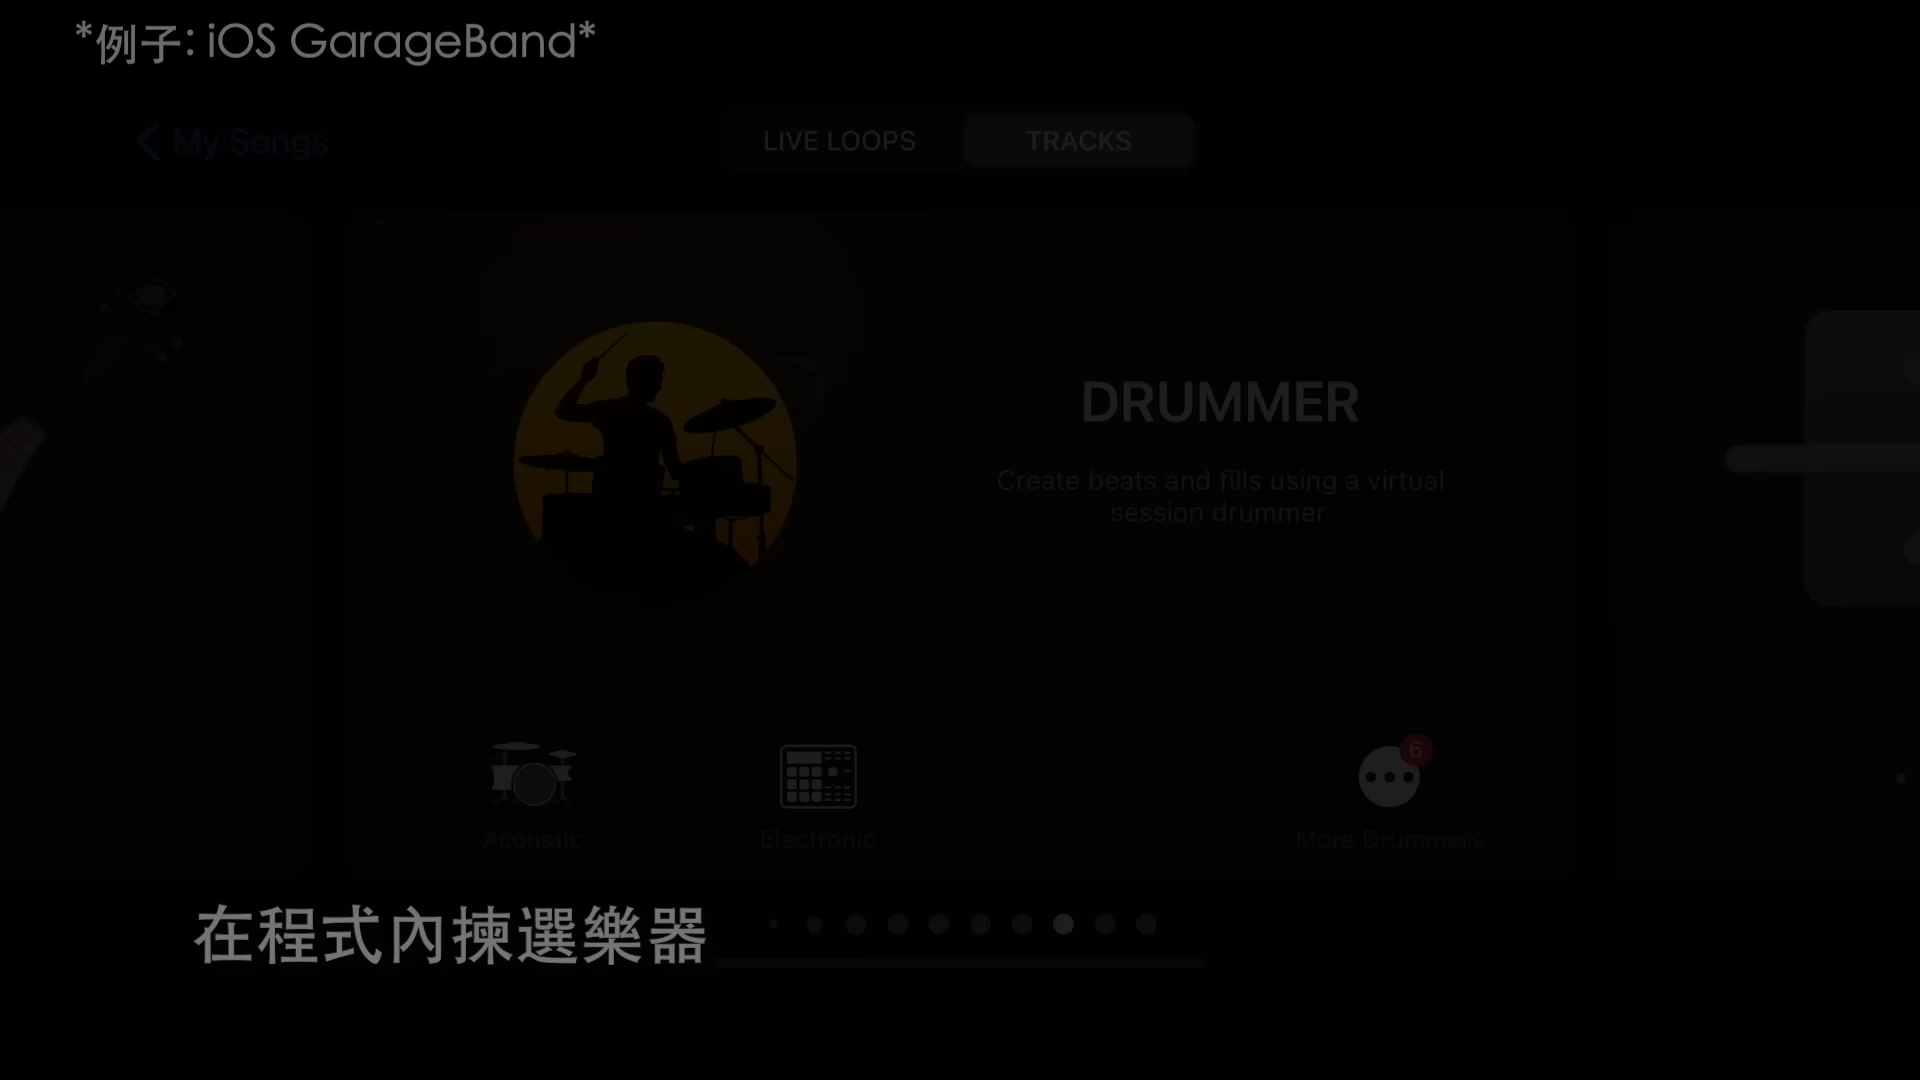 *例子: iOS GarageBand*
My Songs
LIVE LOOPS
TRACKS
DRUMMER
Create beats and fills using a virtual
session drummer.
6
Acoustic
Electronic
More Drummers
在程式內揀選樂器